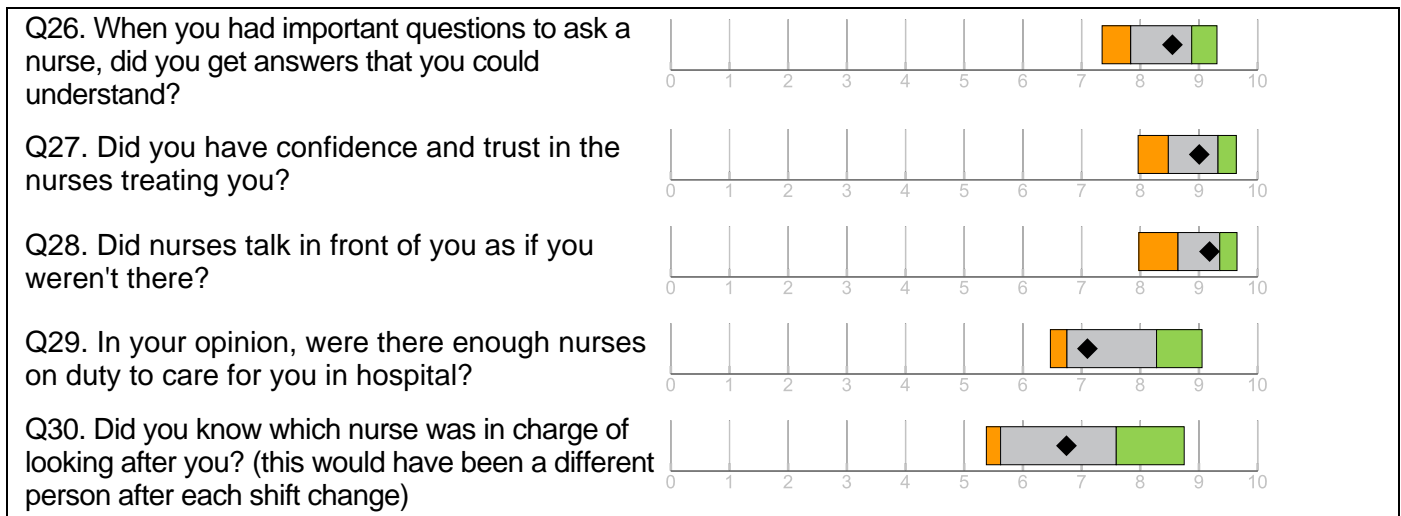 Q26. When you had important questions to ask a
nurse, did you get answers that you could
understand?
0 1 2 3 4 5 6 7 8 9 10
Q27. Did you have confidence and trust in the
nurses treating you?
0 1 2 3 4 5 6 7 8 9 10
Q28. Did nurses talk in front of you as if you
weren't there?
0 1 2 3 4 5 6 7 8 9 10
Q29. In your opinion, were there enough nurses
on duty to care for you in hospital?
0 1 2 3 4 5 6 7 8 9 10
Q30. Did you know which nurse was in charge of
looking after you? (this would have been a different
person after each shift change)
0 1 2 3 4 5 6 7 8 9 10